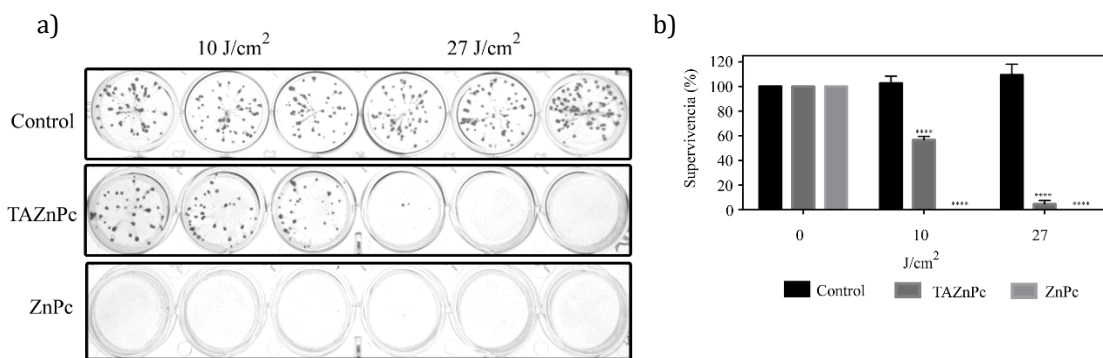 a)
10 J/cm²
27 J/cm²
Control
TAZnPc
ZnPc
b)
Supervivencia (%)
120
100
80
60
40
20
0
****
****
****
****
0
10
27
J/cm²
Control
TAZnPc
ZnPc